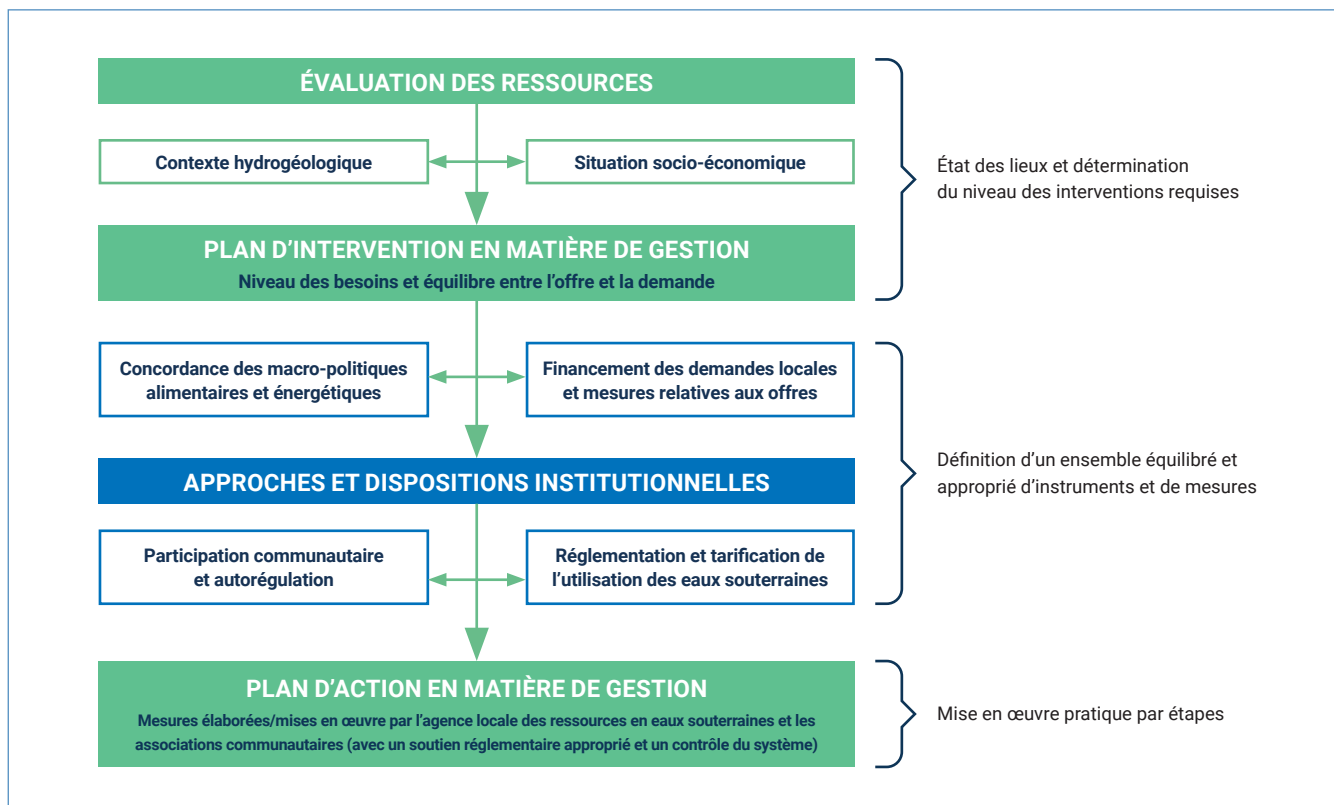 ÉVALUATION DES RESSOURCES
Contexte hydrogéologique
Situation socio-économique
État des lieux et détermination
du niveau des interventions requises
PLAN D’INTERVENTION EN MATIÈRE DE GESTION
Niveau des besoins et équilibre entre l’offre et la demande
Concordance des macro-politiques
alimentaires et énergétiques
Financement des demandes locales
et mesures relatives aux offres
APPROCHES ET DISPOSITIONS INSTITUTIONNELLES
Définition d’un ensemble équilibré et
approprié d’instruments et de mesures
Participation communautaire
et autorégulation
Réglementation et tarification de
l’utilisation des eaux souterraines
PLAN D’ACTION EN MATIÈRE DE GESTION
Mesures élaborées/mises en œuvre par l’agence locale des ressources en eaux souterraines et les
associations communautaires (avec un soutien réglementaire approprié et un contrôle du système)
Mise en œuvre pratique par étapes